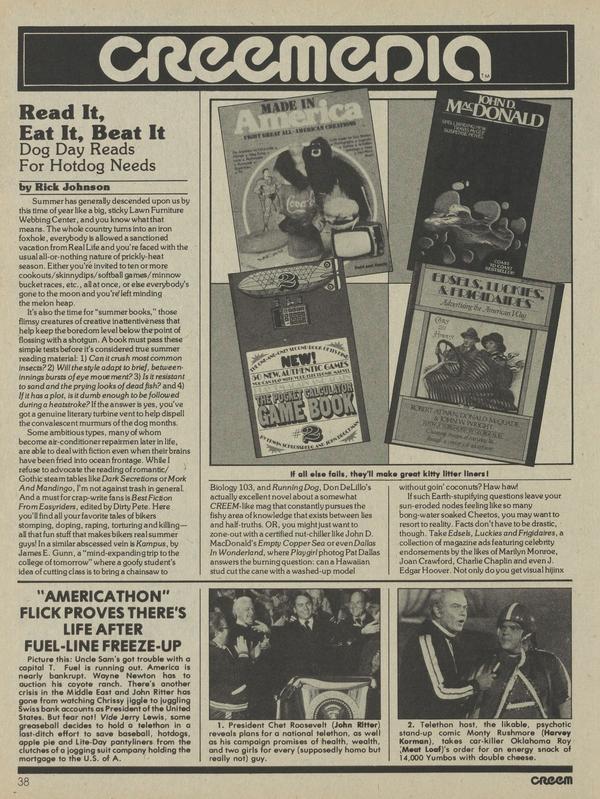 CREEMEDIA
TM
Read It,
Eat It, Beat It
Dog Day Reads
For Hotdog Needs
by Rick Johnson
Summer has generally descended upon us by
this time of year like a big, sticky Lawn Furniture
Webbing Center, and you know what that
means. The whole country turns into an iron
foxhole, everybody is allowed a sanctioned
vacation from Real Life and you're faced with the
usual all-or-nothing nature of prickly-heat
season. Either you're invited to ten or more
cookouts/skinnydips/softball games/minnow
bucket races, etc., all at once, or else everybody's
gone to the moon and you're left minding
the melon heap.
It's also the time for "summer books," those
flimsy creatures of creative inattentiveness that
help keep the boredom level below the point of
flossing with a shotgun. A book must pass these
simple tests before it's considered true summer
reading material: 1) Can it crush most common
insects? 2) Will the style adapt to brief, between-
innings bursts of eye movement? 3) Is it resistant
to sand and the prying looks of dead fish? and 4)
If it has a plot, is it dumb enough to be followed
during a heatstroke? If the answer is yes, you've
got a genuine literary turbine vent to help dispell
the convalescent murmurs of the dog months.
Some ambitious types, many of whom
become air-conditioner repairmen later in life,
are able to deal with fiction even when their brains
have been fried into ocean frontage. While I
refuse to advocate the reading of romantic/
Gothic steam tables like Dark Secretions or Mork
And Mandingo, I'm not against trash in general.
And a must for crap-write fans is Best Fiction
From Easyriders, edited by Dirty Pete. Here
you'll find all your favorite tales of bikers
stomping, doping, raping, torturing and killing—
all that fun stuff that makes bikers real summer
guys! In a similar abscessed vein is Kampus, by
James E. Gunn, a "mind-expanding trip to the
college of tomorrow" where a goofy student's
idea of cutting class is to bring a chainsaw to
MADE IN
America
EIGHT GREAT ALL-AMERICAN CREATIONS
JOHN D.
MacDONALD
COAST
TO COAST
BESTSELLER!
2
NEW!
50 NEW, AUTHENTIC GAMES
THE POCKET CALCULATOR
GAME BOOK
#2
EDSELS, LUCKIES,
& FRIGIDAIRES
Advertising the American Way
ROBERT ATWAN, DONALD McQUADE
& JOHN W. WRIGHT
If all else fails, they'll make great kitty litter liners!
Biology 103, and Running Dog, Don DeLillo's
actually excellent novel about a somewhat
CREEM-like mag that constantly pursues the
fishy area of knowledge that exists between lies
and half-truths. OR, you might just want to
zone-out with a certified nut-chiller like John D.
MacDonald's Empty Copper Sea or even Dallas
In Wonderland, where Playgirl photog Pat Dallas
answers the burning question: can a Hawaiian
stud cut the cane with a washed-up model
without goin' coconuts? Haw haw!
If such Earth-stupifying questions leave your
sun-eroded nodes feeling like so many
bong-water soaked Cheetos, you may want to
resort to reality. Facts don't have to be drastic,
though. Take Edsels, Luckies and Frigidaires, a
collection of magazine ads featuring celebrity
endorsements by the likes of Marilyn Monroe,
Joan Crawford, Charlie Chaplin and even J.
Edgar Hoover. Not only do you get visual hijinx
"AMERICATHON"
FLICK PROVES THERE'S
LIFE AFTER
FUEL-LINE FREEZE-UP
Picture this: Uncle Sam's got trouble with a
capital T. Fuel is running out. America is
nearly bankrupt. Wayne Newton has to
auction his coyote ranch. There's another
crisis in the Middle East and John Ritter has
gone from watching Chrissy jiggle to juggling
Swiss bank accounts as President of the United
States. But fear not! Vide Jerry Lewis, some
greaseball decides to hold a telethon in a
last-ditch effort to save baseball, hotdogs,
apple pie and Lite-Day pantyliners from the
clutches of a jogging suit company holding the
mortgage to the U.S. of A.
1. President Chet Roosevelt (John Ritter)
reveals plans for a national telethon, as well
as his campaign promises of health, wealth,
and two girls for every (supposedly homo but
really not) guy.
2. Telethon host, the likable, psychotic
stand-up comic Monty Rushmore (Harvey
Korman), takes car-killer Oklahoma Roy
(Meat Loaf)'s order for an energy snack of
14,000 Yumbos with double cheese.
38
CREEM